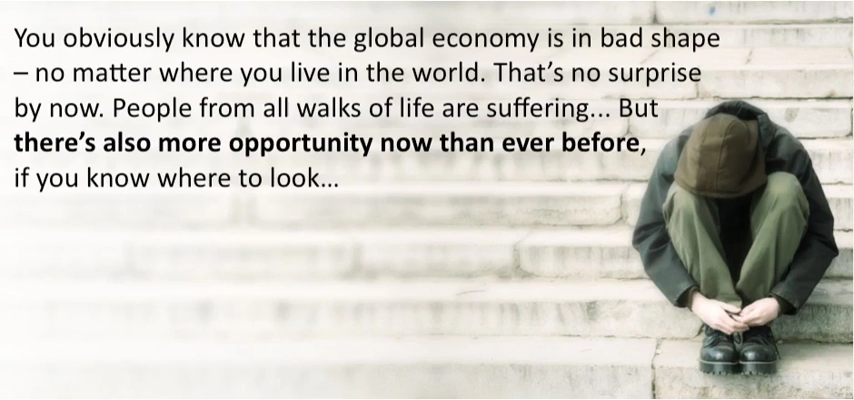 You obviously know that the global economy is in bad shape
– no matter where you live in the world. That’s no surprise
by now. People from all walks of life are suffering... But
there’s also more opportunity now than ever before,
if you know where to look...